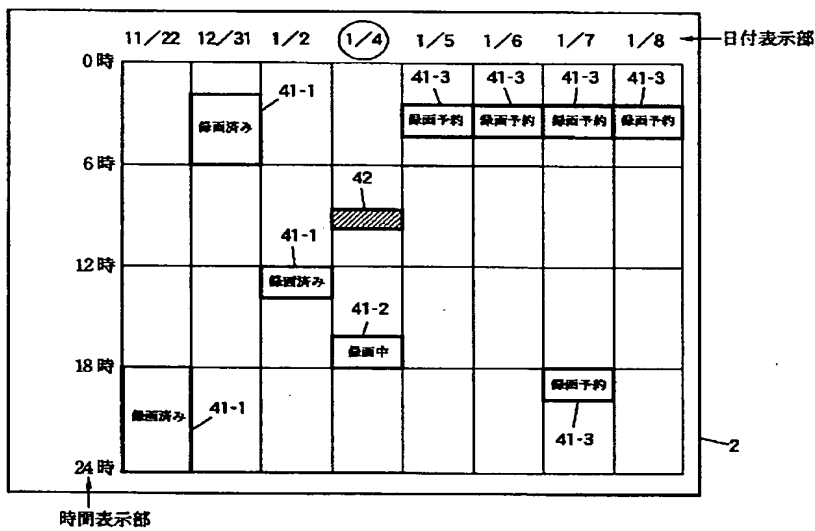 11/22 12/31 1/2 1/4 1/5 1/6 1/7 1/8 日付表示部
0時
41-3 41-3 41-3 41-3
41-1
録画済み 録画予約 録画予約 録画予約 録画予約
6時
42
41-1
12時
録画済み
41-2
録画中
18時
録画予約
録画済み 41-1
41-3
2
24時
時間表示部